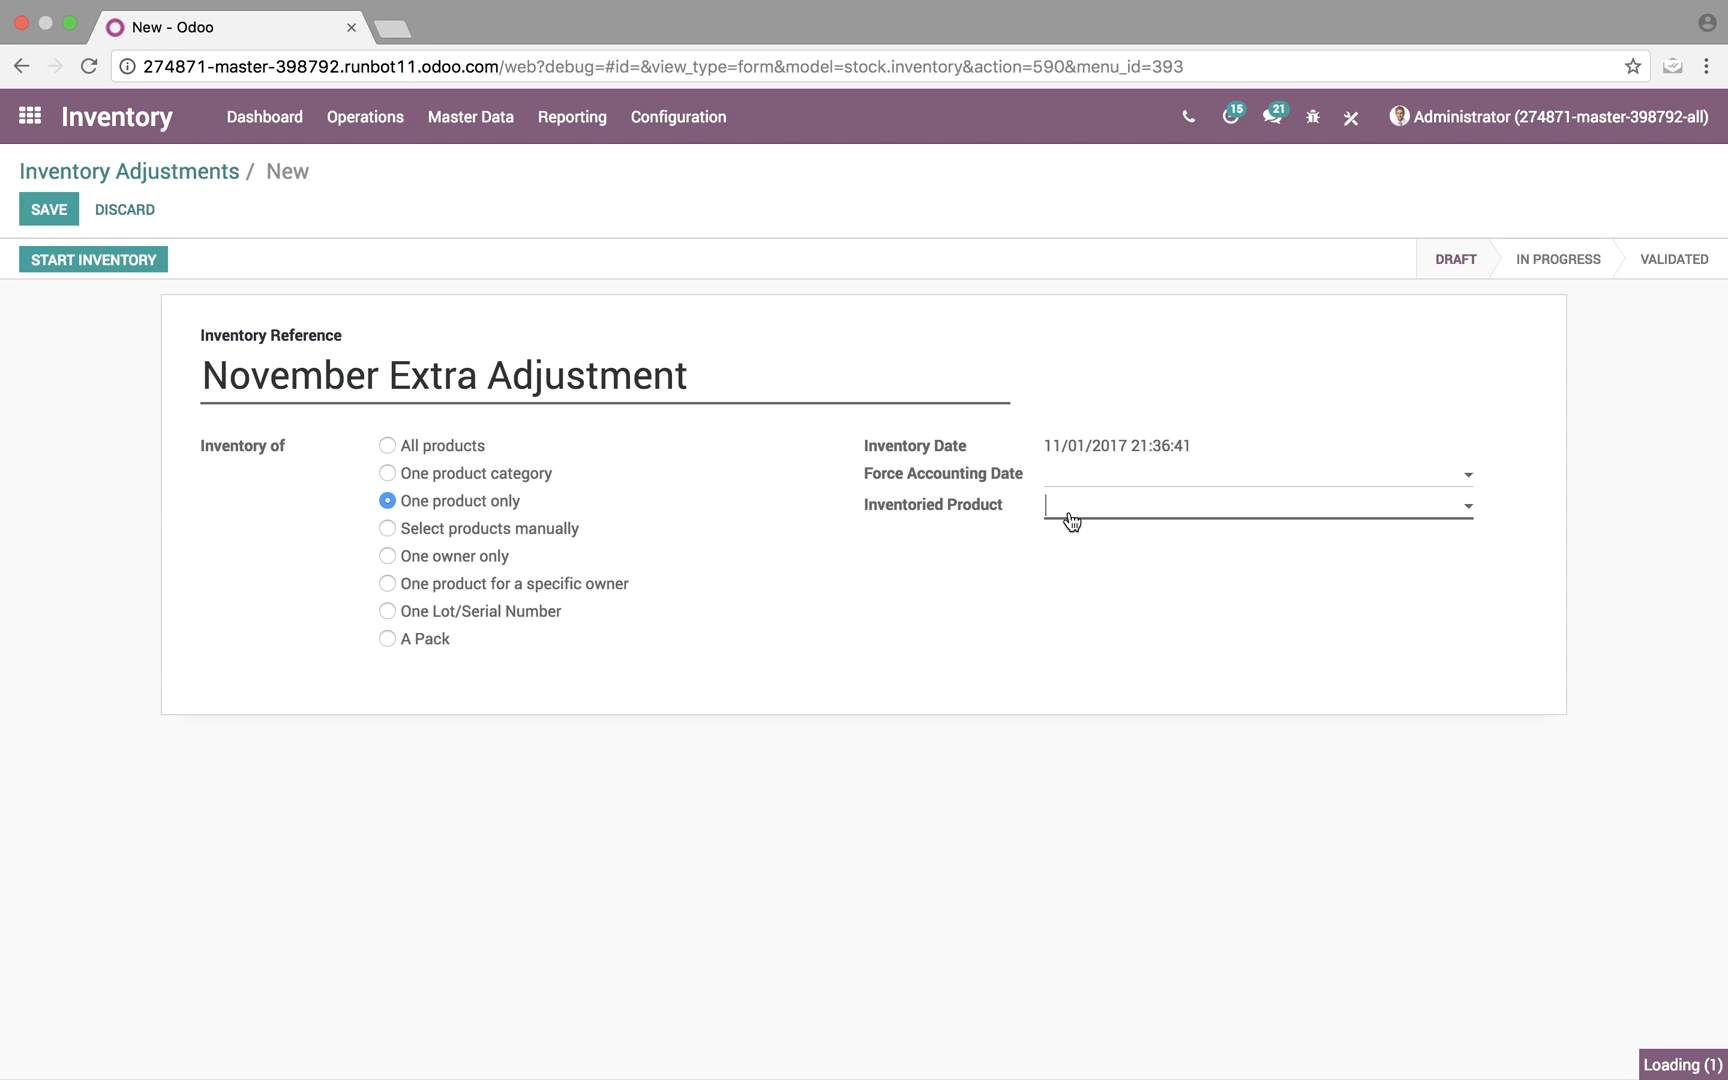 New - Odoo
274871-master-398792.runbot11.odoo.com/web?debug=#id=&view_type=form&model=stock.inventory&action=590&menu_id=393
Inventory Dashboard Operations Master Data Reporting Configuration 15 21 Administrator (274871-master-398792-all)
Inventory Adjustments / New
SAVE DISCARD
START INVENTORY DRAFT IN PROGRESS VALIDATED
Inventory Reference
November Extra Adjustment
Inventory of All products Inventory Date 11/01/2017 21:36:41
One product category Force Accounting Date
One product only Inventoried Product
Select products manually
One owner only
One product for a specific owner
One Lot/Serial Number
A Pack
Loading (1)